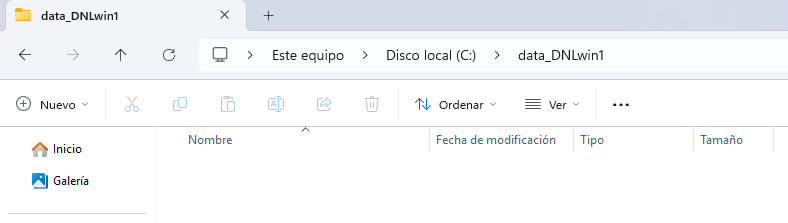 data_DNLwin1
Este equipo Disco local (C:) data_DNLwin1
Nuevo Ordenar Ver
Nombre Fecha de modificación Tipo Tamaño
Inicio
Galería